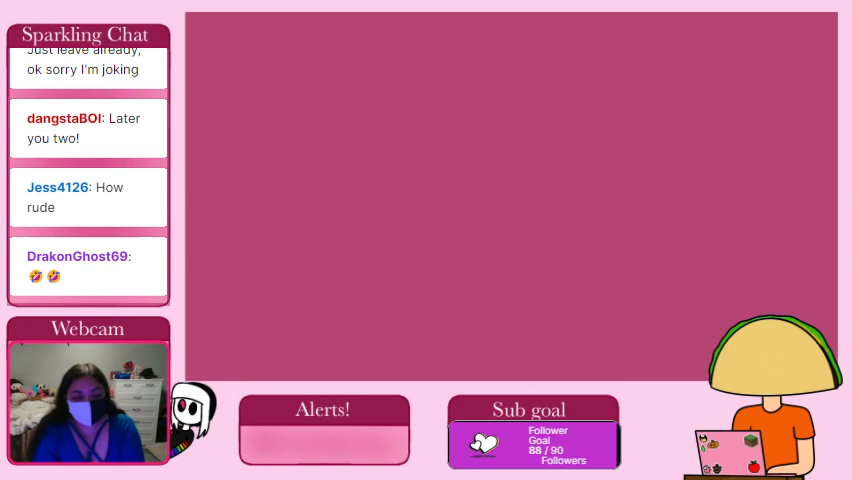 Sparkling Chat
Just leave already,
ok sorry I'm joking
dangstaBOI: Later
you two!
Jess4126: How
rude
DrakonGhost69:
🤣 🤣
Webcam
Alerts!
Sub goal
Follower
Goal
88 / 90
Followers